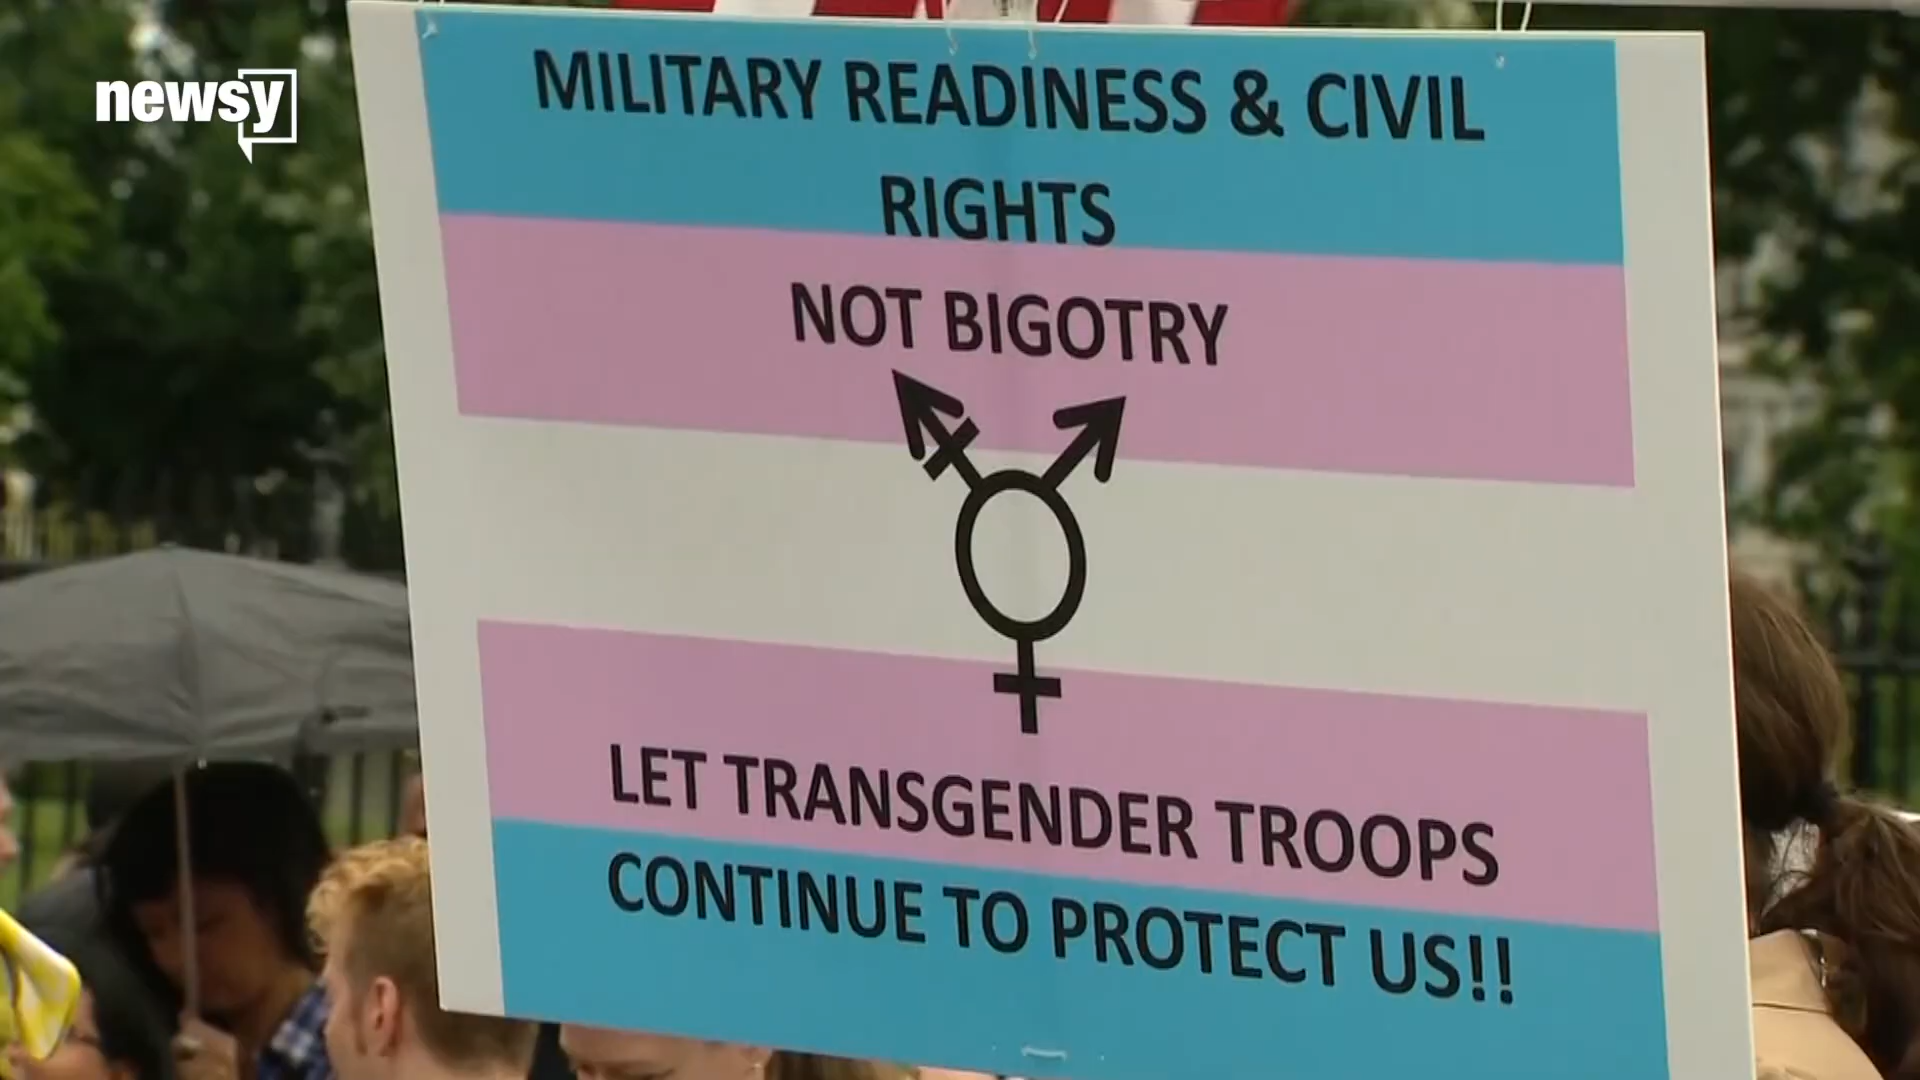 newsy
MILITARY READINESS & CIVIL
RIGHTS
NOT BIGOTRY
LET TRANSGENDER TROOPS
CONTINUE TO PROTECT US!!